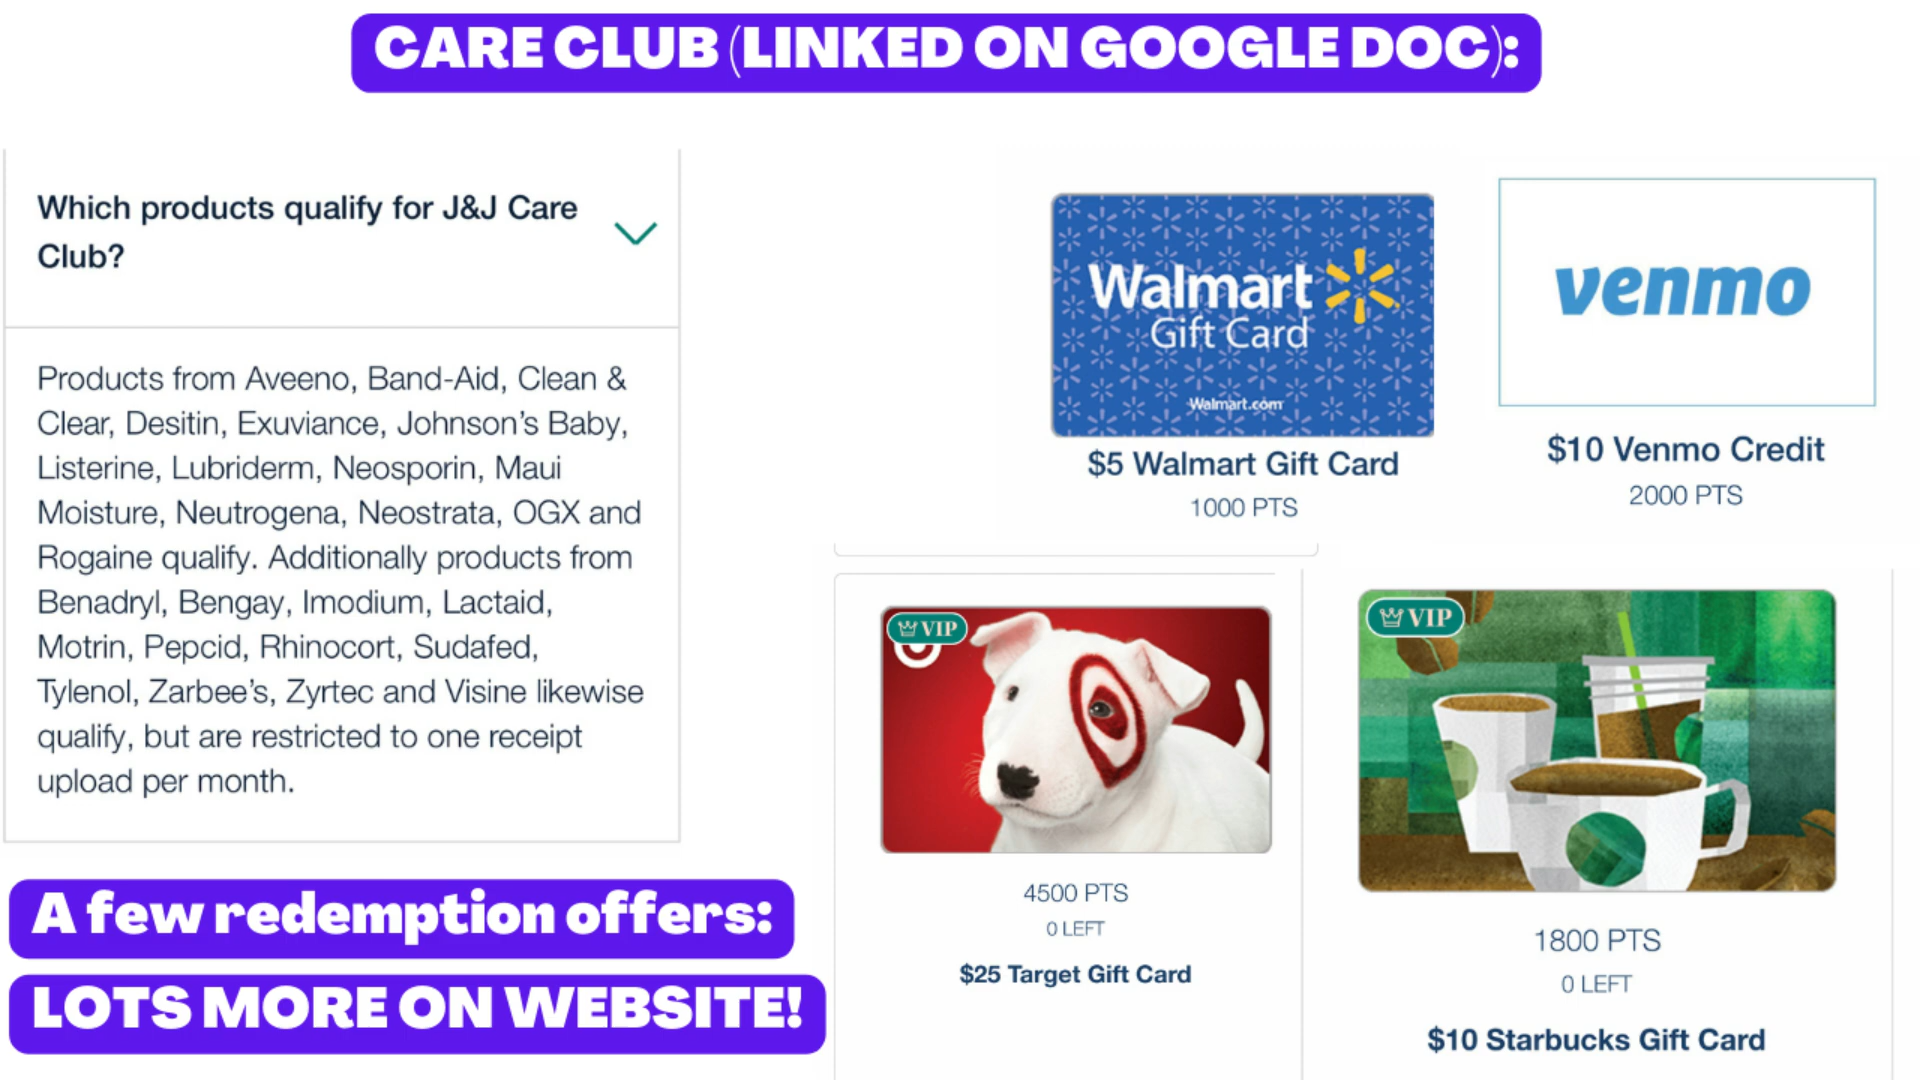 CARE CLUB (LINKED ON GOOGLE DOC):
Which products qualify for J&J Care
Club?
Products from Aveeno, Band-Aid, Clean &
Clear, Desitin, Exuviance, Johnson's Baby,
Listerine, Lubriderm, Neosporin, Maui
Moisture, Neutrogena, Neostrata, OGX and
Rogaine qualify. Additionally products from
Benadryl, Bengay, Imodium, Lactaid,
Motrin, Pepcid, Rhinocort, Sudafed,
Tylenol, Zarbee's, Zyrtec and Visine likewise
qualify, but are restricted to one receipt
upload per month.
A few redemption offers:
LOTS MORE ON WEBSITE!
Walmart
Gift Card
Walmart.com
$5 Walmart Gift Card
1000 PTS
venmo
$10 Venmo Credit
2000 PTS
VIP
4500 PTS
0 LEFT
$25 Target Gift Card
VIP
1800 PTS
0 LEFT
$10 Starbucks Gift Card